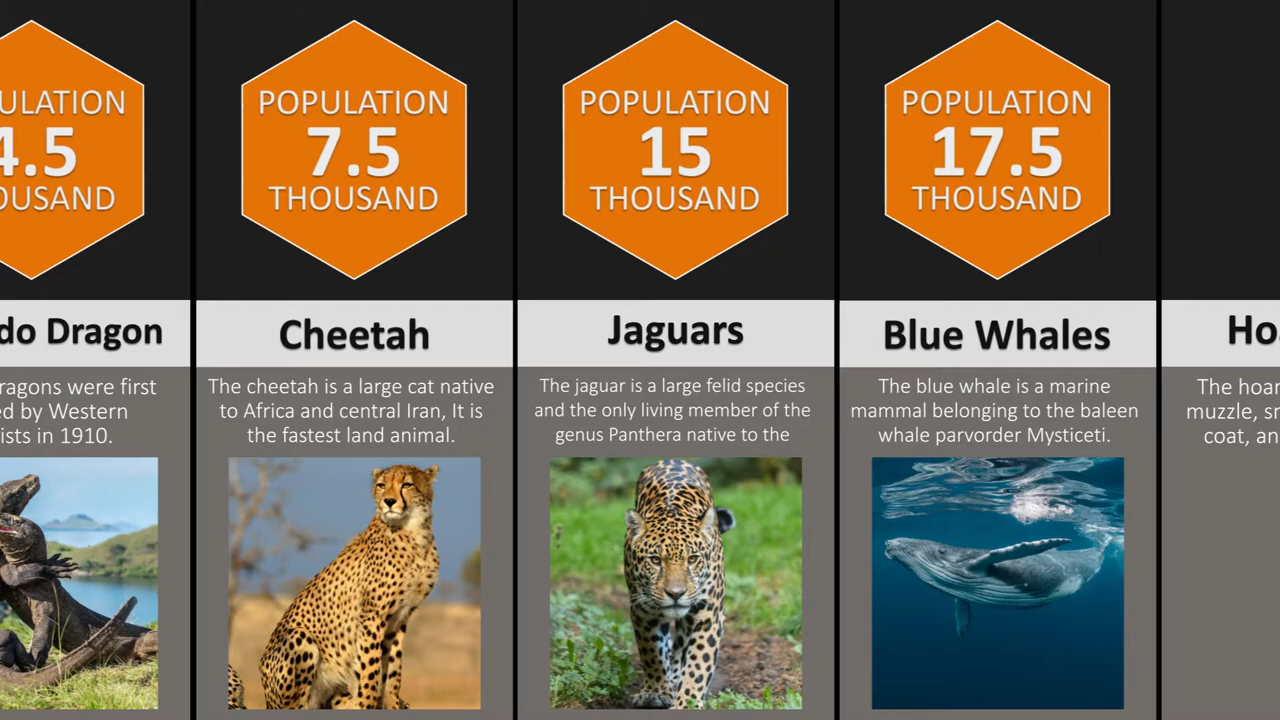 ULATION
4.5
OUSAND
do Dragon
ragons were first
ed by Western
ists in 1910.
POPULATION
7.5
THOUSAND
Cheetah
The cheetah is a large cat native
to Africa and central Iran, It is
the fastest land animal.
POPULATION
15
THOUSAND
Jaguars
The jaguar is a large felid species
and the only living member of the
genus Panthera native to the
POPULATION
17.5
THOUSAND
Blue Whales
The blue whale is a marine
mammal belonging to the baleen
whale parvorder Mysticeti.
Hoa
The hoar
muzzle, sm
coat, an